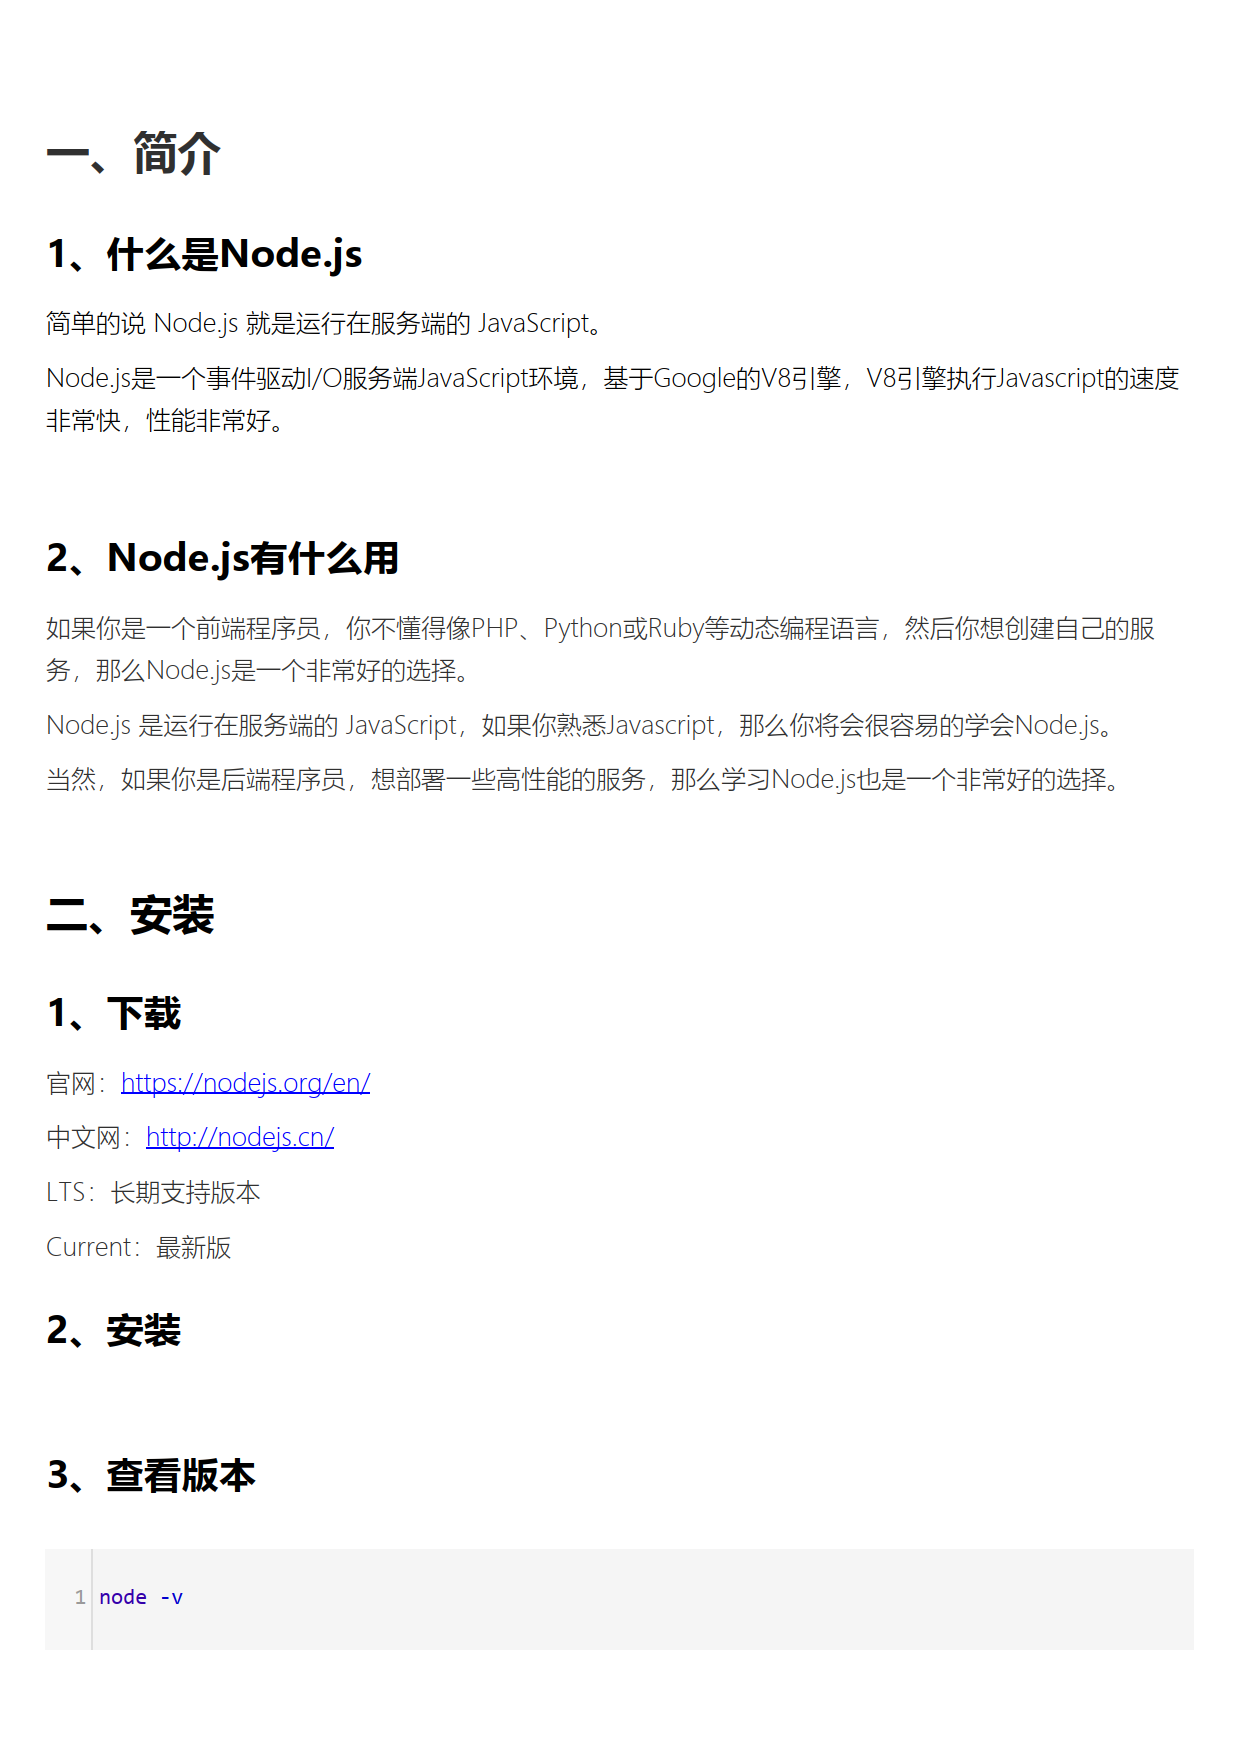 一、简介
1、什么是Node.js
简单的说 Node.js 就是运行在服务端的 JavaScript。
Node.js是一个事件驱动I/O服务端JavaScript环境，基于Google的V8引擎，V8引擎执行Javascript的速度
非常快，性能非常好。
2、Node.js有什么用
如果你是一个前端程序员，你不懂得像PHP、Python或Ruby等动态编程语言，然后你想创建自己的服
务，那么Node.js是一个非常好的选择。
Node.js 是运行在服务端的 JavaScript，如果你熟悉Javascript，那么你将会很容易的学会Node.js。
当然，如果你是后端程序员，想部署一些高性能的服务，那么学习Node.js也是一个非常好的选择。
二、安装
1、下载
官网：https://nodejs.org/en/
中文网：http://nodejs.cn/
LTS：长期支持版本
Current：最新版
2、安装
3、查看版本
1 node -v